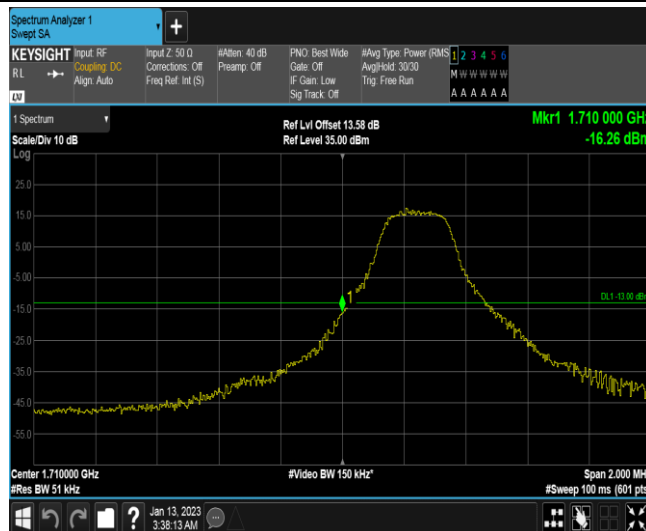 Spectrum Analyzer 1
Swept SA
+
KEYSIGHT
RL
Input: RF
Coupling: DC
Align: Auto
Input Z: 50 Ω
Corrections: Off
Freq Ref: Int (S)
#Atten: 40 dB
Preamp: Off
PNO: Best Wide
Gate: Off
IF Gain: Low
Sig Track: Off
#Avg Type: Power (RMS
Avg|Hold: 30/30
Trig: Free Run
1 2 3 4 5 6
M W W W W W
A A A A A A
1 Spectrum
Scale/Div 10 dB
Ref Lvl Offset 13.58 dB
Ref Level 35.00 dBm
Mkr1 1.710 000 GHz
-16.26 dBm
Log
25.0
15.0
5.00
-5.00
-15.0
-25.0
-35.0
-45.0
-55.0
1
DL1 -13.00 dBm
Center 1.710000 GHz
#Res BW 51 kHz
#Video BW 150 kHz*
Span 2.000 MH
#Sweep 100 ms (601 pts
?
Jan 13, 2023
3:38:13 AM